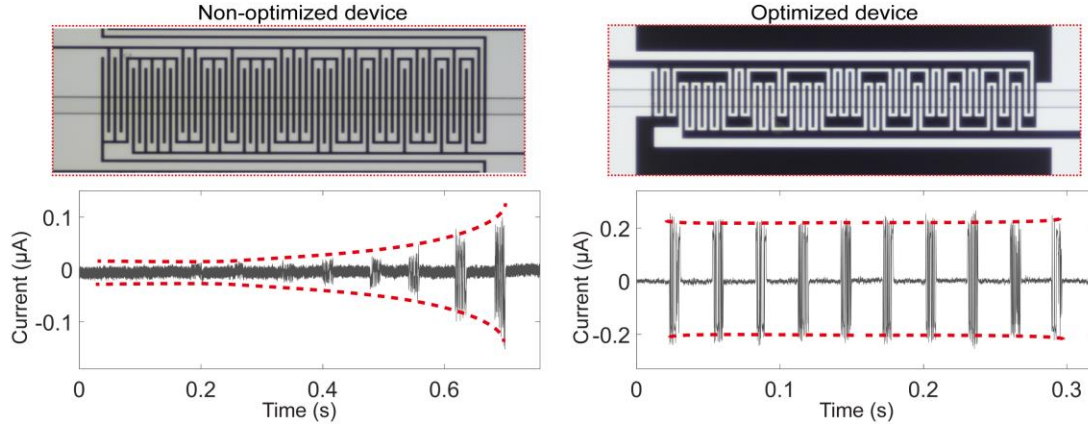 Non-optimized device
Optimized device
Current (μA)
0.1
0
-0.1
0
0.2
0.4
0.6
Time (s)
Current (μA)
0.2
0
-0.2
0
0.1
0.2
0.3
Time (s)